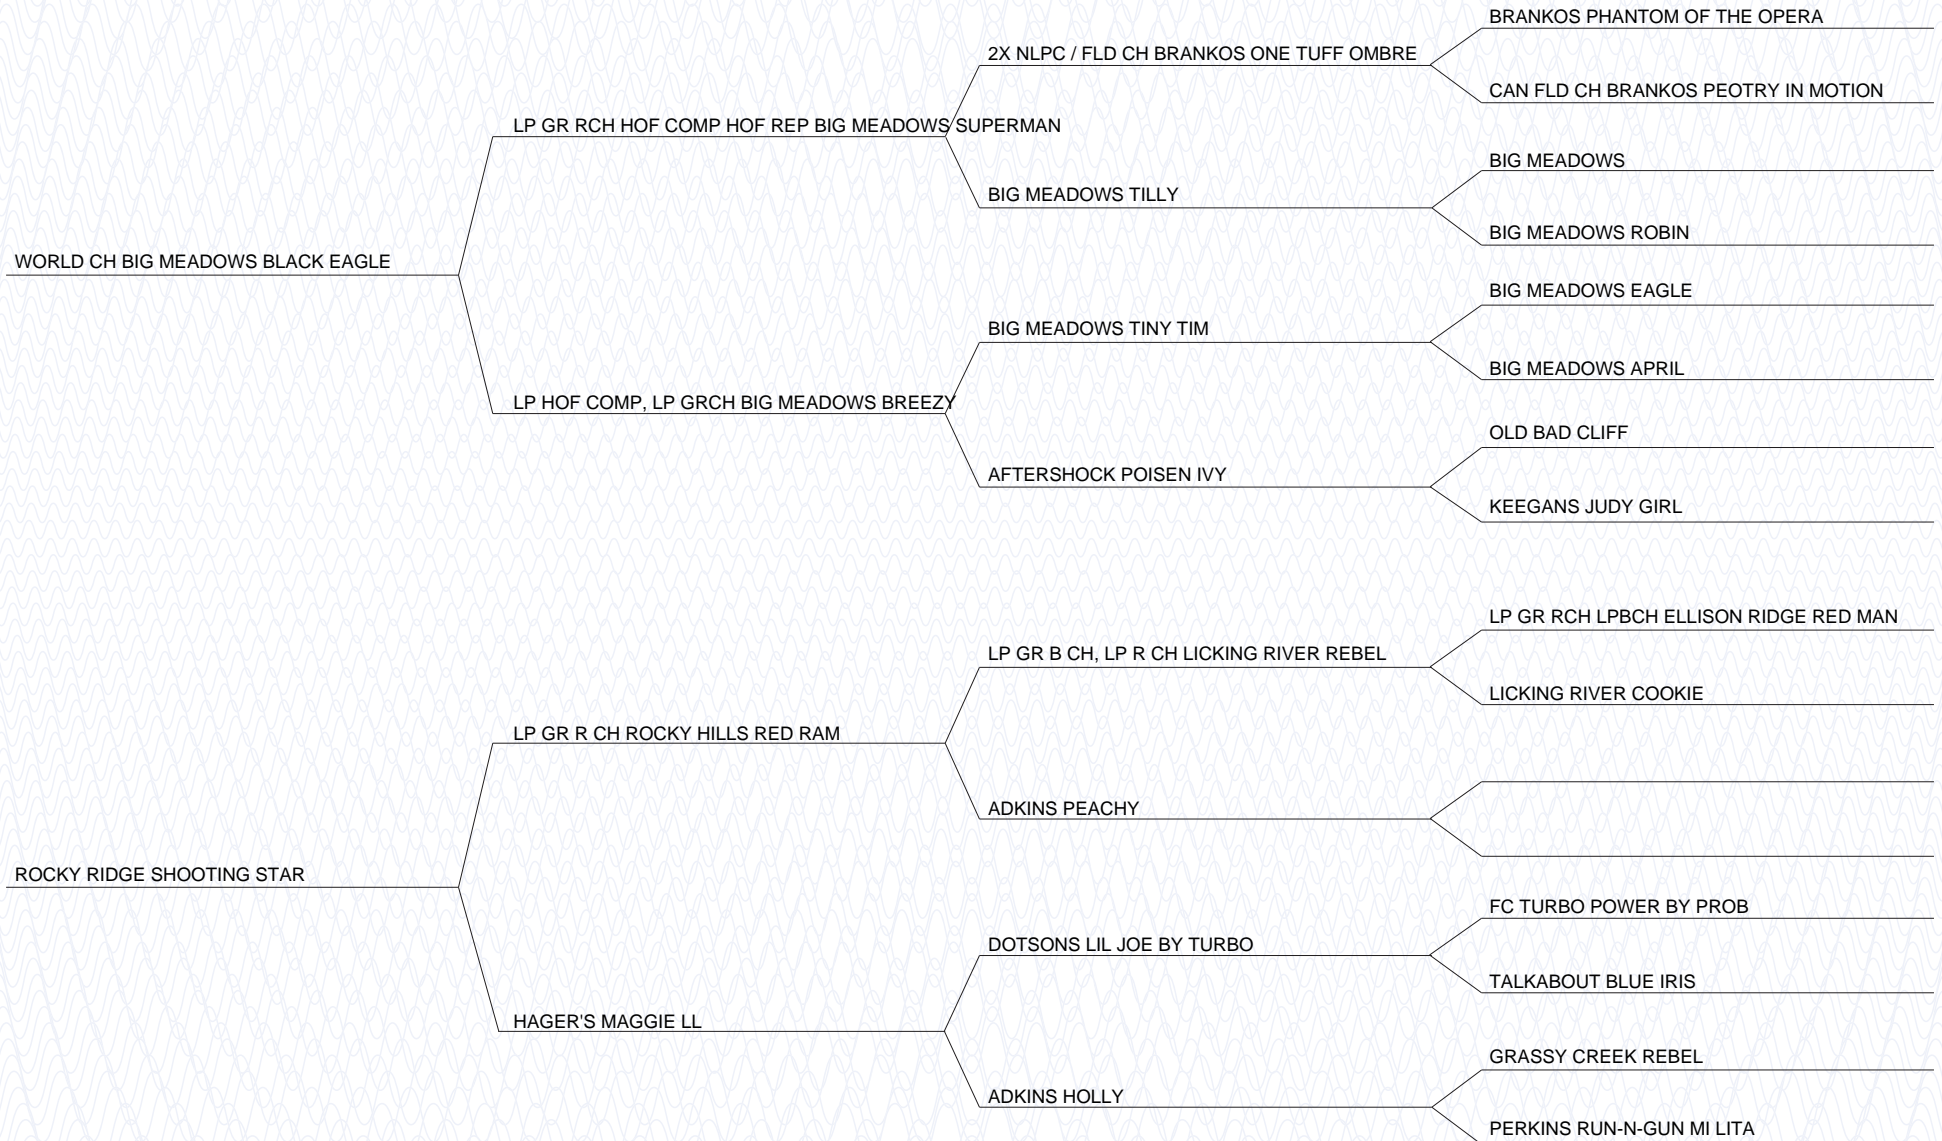 BRANKOS PHANTOM OF THE OPERA
2X NLPC / FLD CH BRANKOS ONE TUFF OMBRE
CAN FLD CH BRANKOS PEOTRY IN MOTION
LP GR RCH HOF COMP HOF REP BIG MEADOWS SUPERMAN
BIG MEADOWS
BIG MEADOWS TILLY
BIG MEADOWS ROBIN
WORLD CH BIG MEADOWS BLACK EAGLE
BIG MEADOWS EAGLE
BIG MEADOWS TINY TIM
BIG MEADOWS APRIL
LP HOF COMP, LP GRCH BIG MEADOWS BREEZY
OLD BAD CLIFF
AFTERSHOCK POISEN IVY
KEEGANS JUDY GIRL
LP GR RCH LPBCH ELLISON RIDGE RED MAN
LP GR B CH, LP R CH LICKING RIVER REBEL
LICKING RIVER COOKIE
LP GR R CH ROCKY HILLS RED RAM
ADKINS PEACHY
ROCKY RIDGE SHOOTING STAR
FC TURBO POWER BY PROB
DOTSONS LIL JOE BY TURBO
TALKABOUT BLUE IRIS
HAGER'S MAGGIE LL
GRASSY CREEK REBEL
ADKINS HOLLY
PERKINS RUN-N-GUN MI LITA